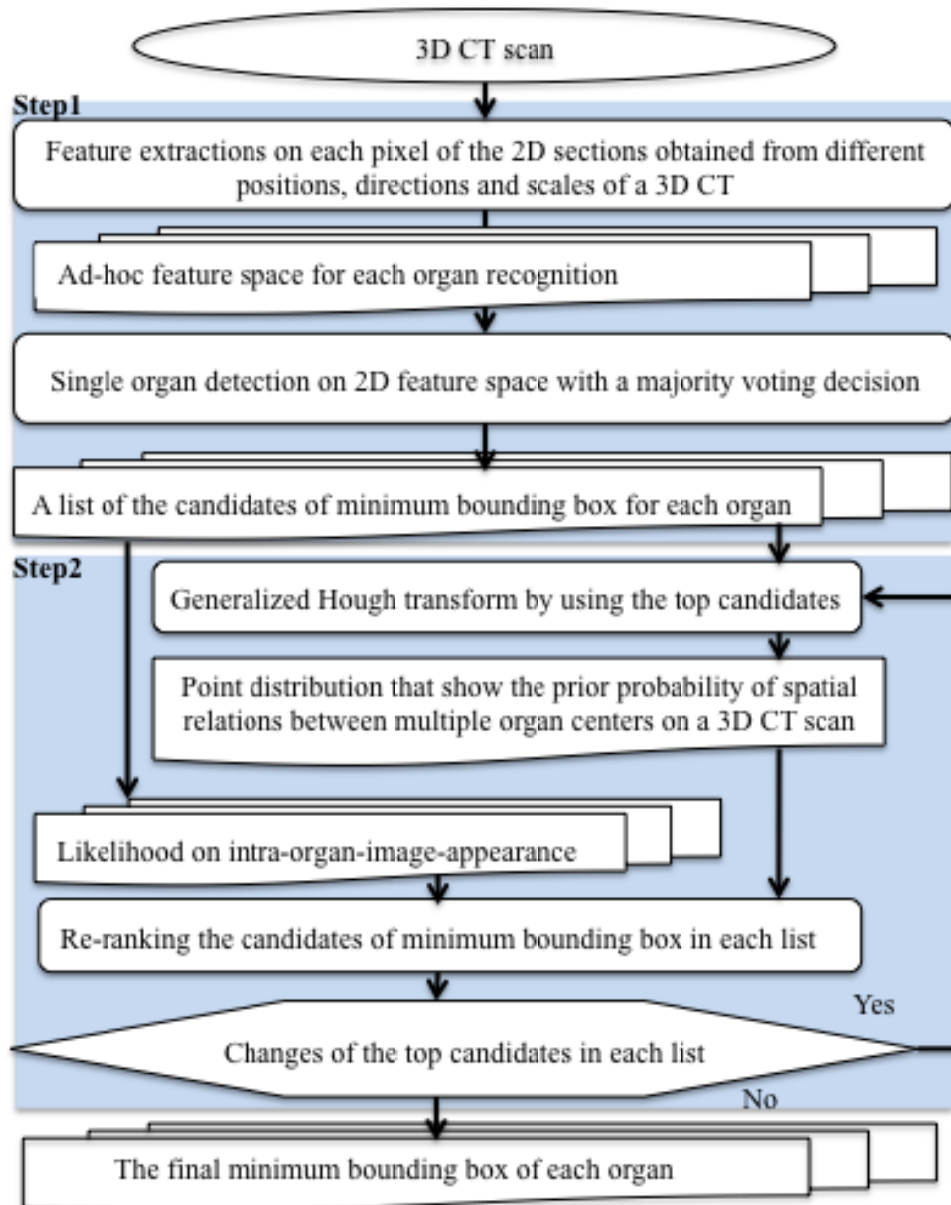 3D CT scan
Step1
Feature extractions on each pixel of the 2D sections obtained from different
positions, directions and scales of a 3D CT
Ad-hoc feature space for each organ recognition
Single organ detection on 2D feature space with a majority voting decision
A list of the candidates of minimum bounding box for each organ
Step2
Generalized Hough transform by using the top candidates
Point distribution that show the prior probability of spatial
relations between multiple organ centers on a 3D CT scan
Likelihood on intra-organ-image-appearance
Re-ranking the candidates of minimum bounding box in each list
Yes
Changes of the top candidates in each list
No
The final minimum bounding box of each organ